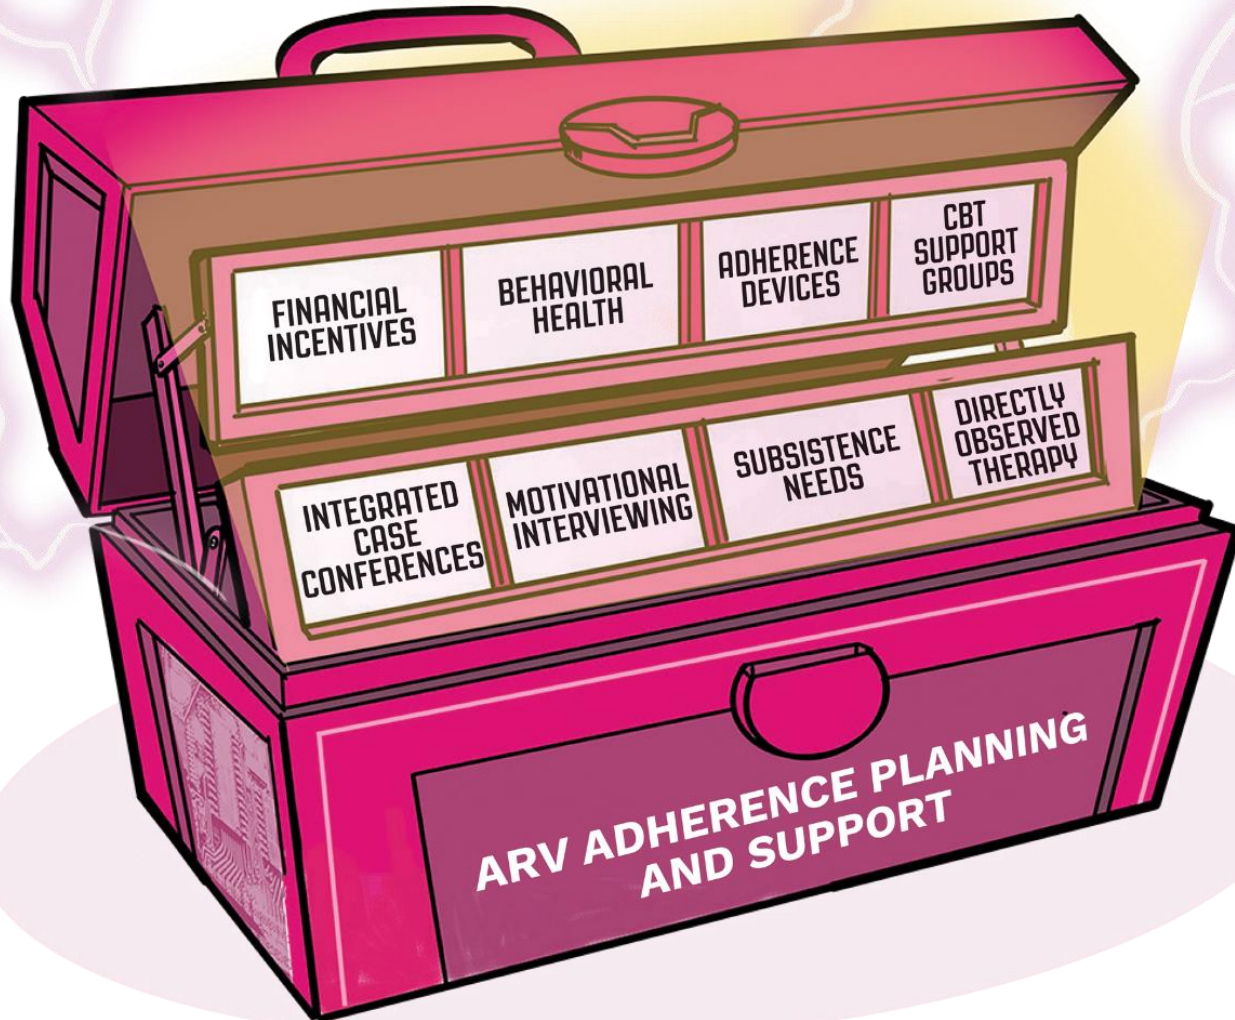 FINANCIAL
INCENTIVES
BEHAVIORAL
HEALTH
ADHERENCE
DEVICES
CBT
SUPPORT
GROUPS
INTEGRATED
CASE
CONFERENCES
MOTIVATIONAL
INTERVIEWING
SUBSISTENCE
NEEDS
DIRECTLY
OBSERVED
THERAPY
ARV ADHERENCE PLANNING
AND SUPPORT